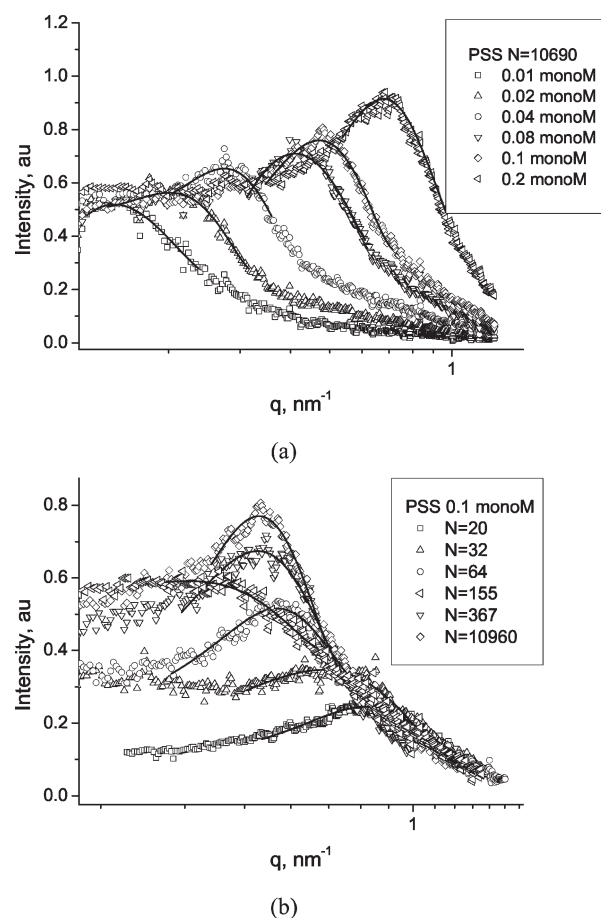 (a)
1.2
1.0
0.8
0.6
0.4
0.2
0.0
Intensity, au
1
q, nm-1
PSS N=10690
0.01 monoM
0.02 monoM
0.04 monoM
0.08 monoM
0.1 monoM
0.2 monoM
(a)
0.8
0.6
0.4
0.2
0.0
Intensity, au
1
q, nm-1
PSS 0.1 monoM
N=20
N=32
N=64
N=155
N=367
N=10960
(b)